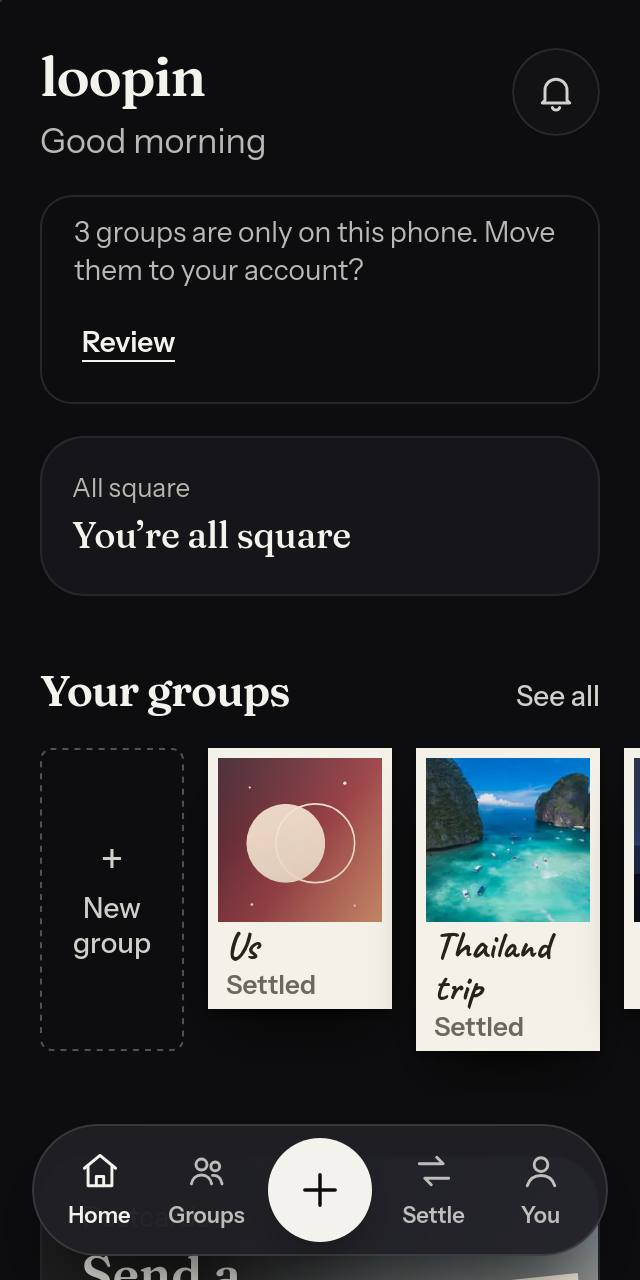 loopin
Good morning
3 groups are only on this phone. Move
them to your account?
Review
All square
You’re all square
Your groups
See all
+
New
group
Us
Settled
Thailand
trip
Settled
Home
Groups
Settle
You
Send a